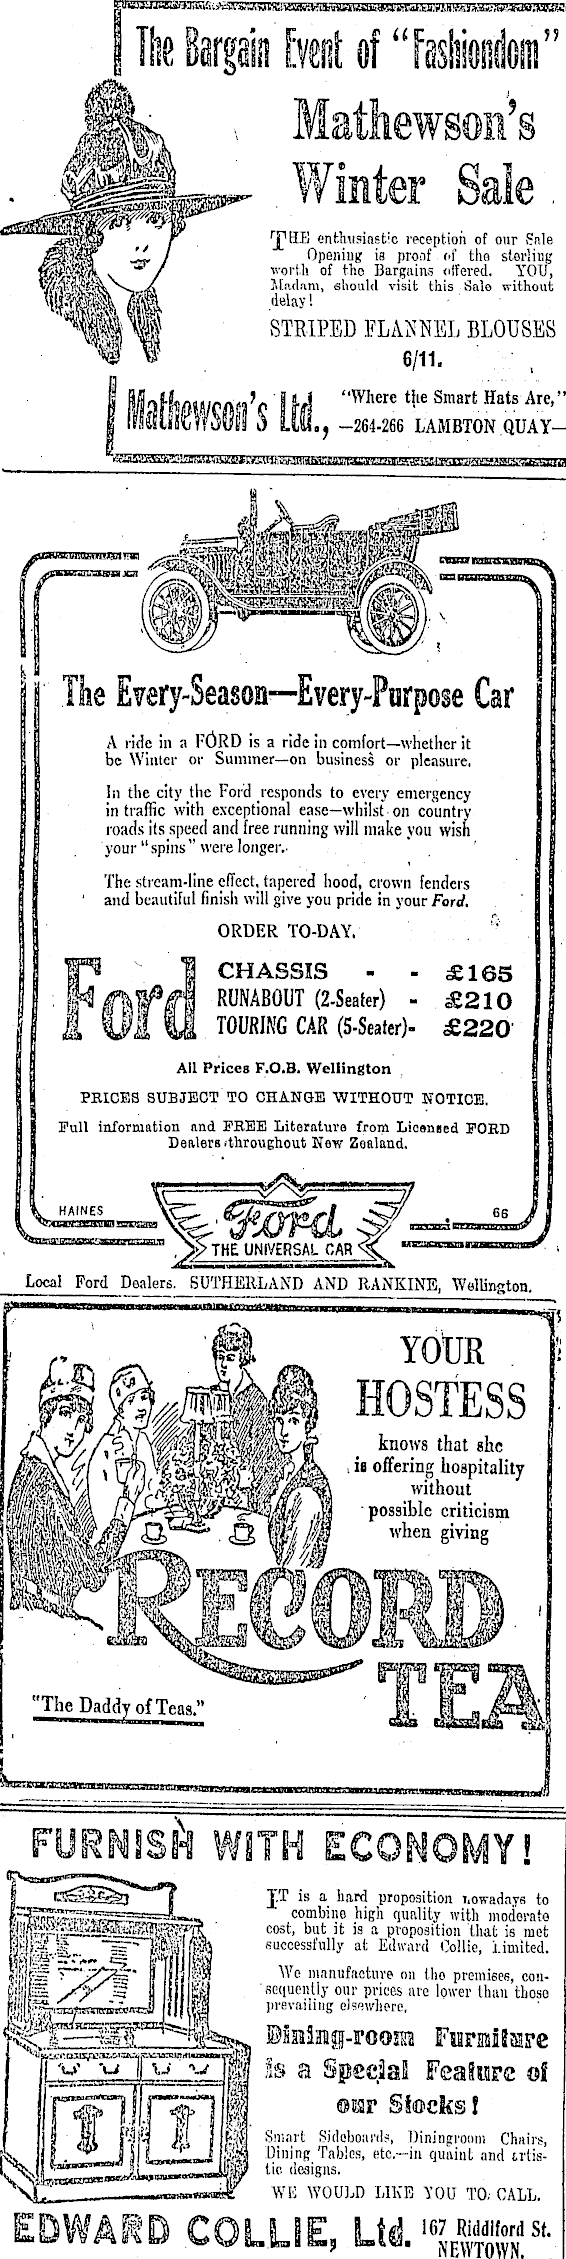 The Bargain Event of "Fashiondom"
Mathewson's
Winter Sale
THE enthusiastic reception of our Sale
Opening is proof of the sterling
worth of the Bargains offered. YOU,
Madam, should visit this Sale without
delay!
STRIPED FLANNEL BLOUSES
6/11.
Mathewson's Ltd., "Where the Smart Hats Are,"
—264-266 LAMBTON QUAY—
The Every-Season—Every-Purpose Car
A ride in a FORD is a ride in comfort—whether it
be Winter or Summer—on business or pleasure.
In the city the Ford responds to every emergency
in traffic with exceptional ease—whilst on country
roads its speed and free running will make you wish
your "spins" were longer.
The stream-line effect, tapered hood, crown fenders
and beautiful finish will give you pride in your Ford.
ORDER TO-DAY.
Ford
CHASSIS - - £165
RUNABOUT (2-Seater) - £210
TOURING CAR (5-Seater)- £220
All Prices F.O.B. Wellington
PRICES SUBJECT TO CHANGE WITHOUT NOTICE.
Full information and FREE Literature from Licensed FORD
Dealers throughout New Zealand.
HAINES
66
Ford
THE UNIVERSAL CAR
Local Ford Dealers. SUTHERLAND AND RANKINE, Wellington.
YOUR
HOSTESS
knows that she
is offering hospitality
without
possible criticism
when giving
RECORD
TEA
"The Daddy of Teas."
FURNISH WITH ECONOMY!
IT is a hard proposition nowadays to
combine high quality with moderate
cost, but it is a proposition that is met
successfully at Edward Collie, Limited.
We manufacture on the premises, con-
sequently our prices are lower than those
prevailing elsewhere.
Dining-room Furniture
is a Special Feature of
our Stocks!
Smart Sideboards, Diningroom Chairs,
Dining Tables, etc.—in quaint and artis-
tic designs.
WE WOULD LIKE YOU TO CALL.
EDWARD COLLIE, Ltd. 167 Riddiford St.
NEWTOWN.